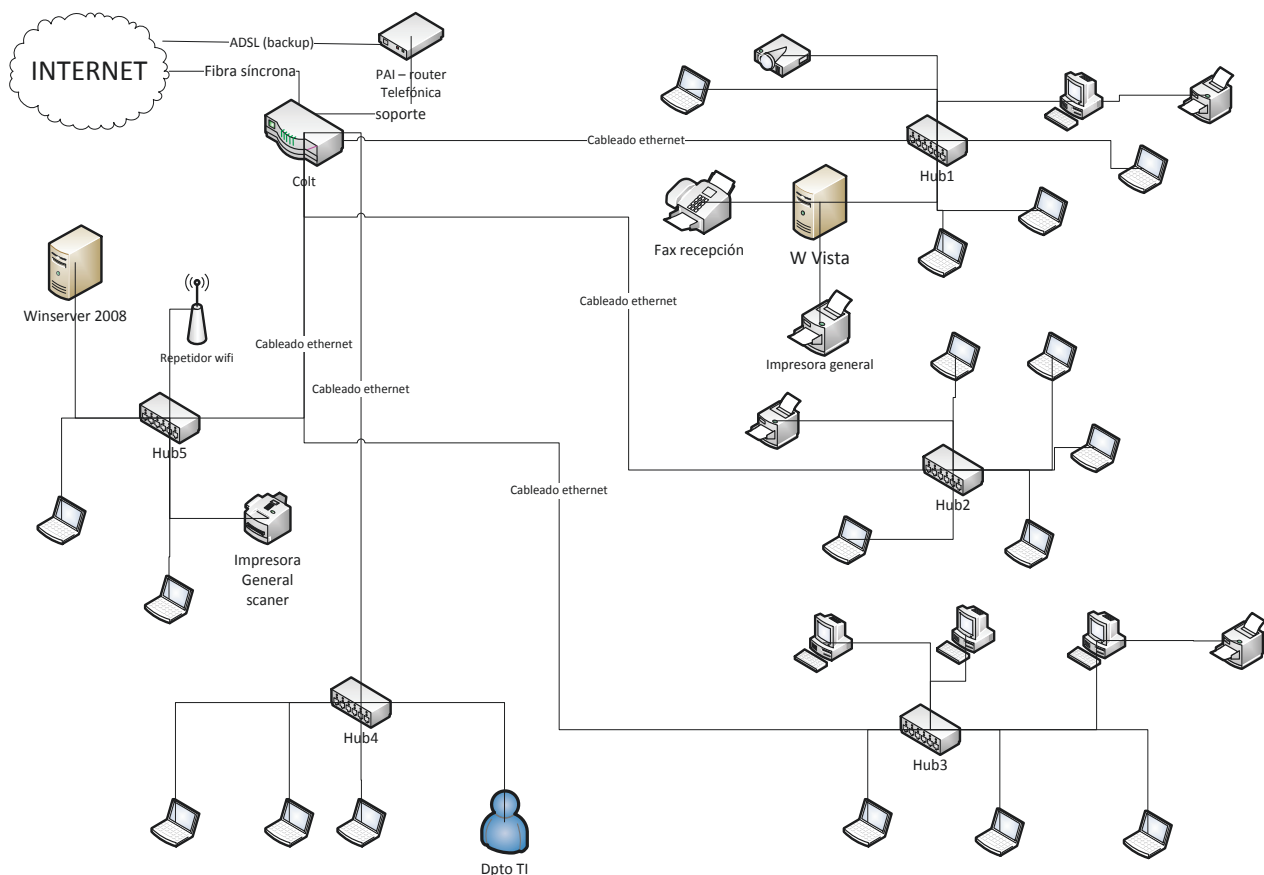 INTERNET
ADSL (backup)
Fibra síncrona
PAI – router
Telefónica
soporte
Colt
Cableado ethernet
Hub1
Fax recepción
W Vista
Impresora general
Winserver 2008
Repetidor wifi
Cableado ethernet
Cableado ethernet
Cableado ethernet
Hub5
Hub2
Cableado ethernet
Impresora
General
scaner
Hub4
Hub3
Dpto TI